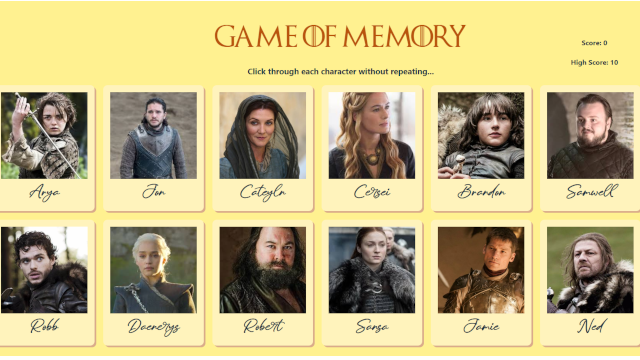 GAME OF MEMORY
Score: 0
High Score: 10
Click through each character without repeating...
Arya
Jon
Cateyln
Cersei
Brandon
Samwell
Robb
Daenerys
Robert
Sansa
Jamie
Ned